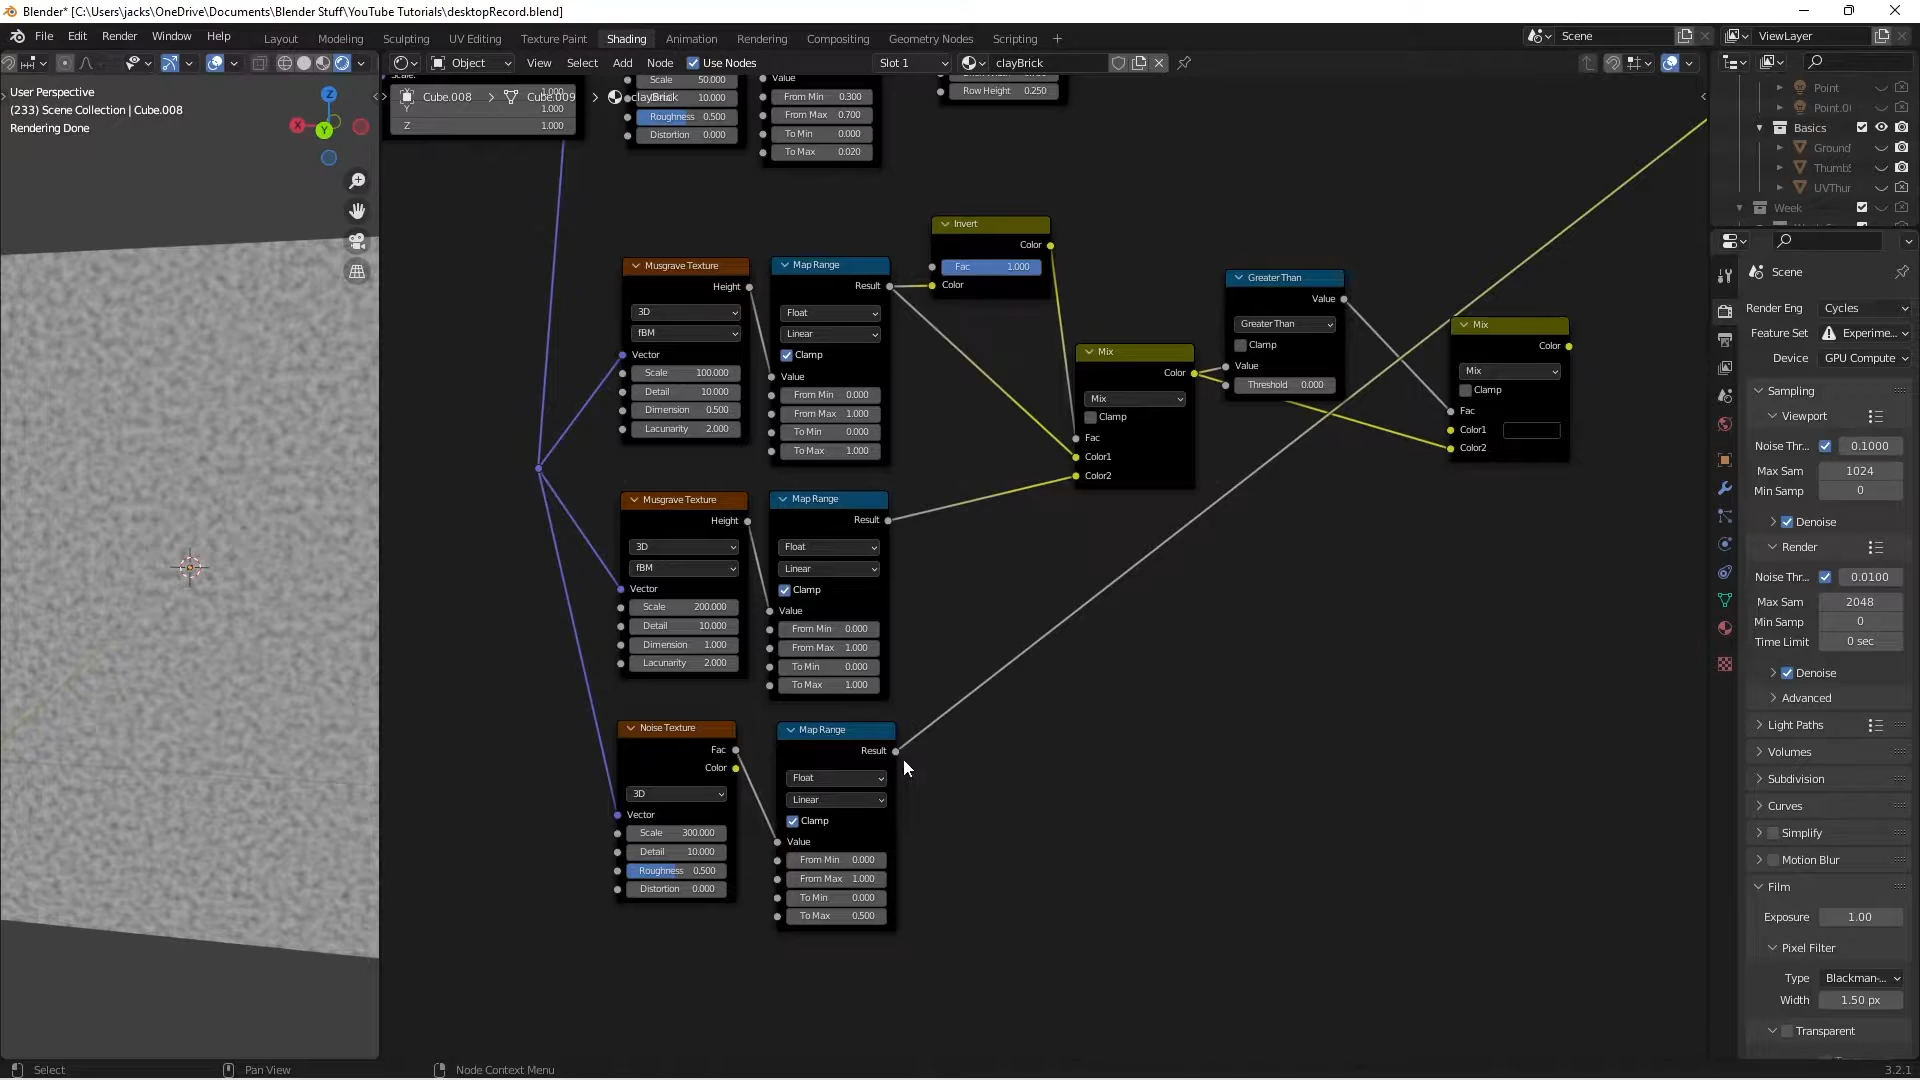 Blender* [C:\Users\jacks\OneDrive\Documents\Blender Stuff\YouTube Tutorials\desktopRecord.blend]
File Edit Render Window Help Layout Modeling Sculpting UV Editing Texture Paint Shading Animation Rendering Compositing Geometry Nodes Scripting + Scene ViewLayer
Object View Select Add Node Use Nodes Slot 1 clayBrick
User Perspective
(233) Scene Collection | Cube.008
Rendering Done
Z
X
Y
Cube.008 > Cube.009 > clayBrick
1.000
1.000
Z 1.000
Scale 50.000
10.000
Roughness 0.500
Distortion 0.000
Value
From Min 0.300
From Max 0.700
To Min 0.000
To Max 0.020
Row Height 0.250
Invert
Color
Fac 1.000
Color
Musgrave Texture
Height
3D
fBM
Vector
Scale 100.000
Detail 10.000
Dimension 0.500
Lacunarity 2.000
Map Range
Result
Float
Linear
Clamp
Value
From Min 0.000
From Max 1.000
To Min 0.000
To Max 1.000
Mix
Color
Mix
Clamp
Fac
Color1
Color2
Greater Than
Value
Greater Than
Clamp
Value
Threshold 0.000
Mix
Color
Mix
Clamp
Fac
Color1
Color2
Musgrave Texture
Height
3D
fBM
Vector
Scale 200.000
Detail 10.000
Dimension 1.000
Lacunarity 2.000
Map Range
Result
Float
Linear
Clamp
Value
From Min 0.000
From Max 1.000
To Min 0.000
To Max 1.000
Noise Texture
Fac
Color
3D
Vector
Scale 300.000
Detail 10.000
Roughness 0.500
Distortion 0.000
Map Range
Result
Float
Linear
Clamp
Value
From Min 0.000
From Max 1.000
To Min 0.000
To Max 0.500
Point
Point.0
Basics
Ground
Thumb
UVThur
Week
Scene
Render Eng Cycles
Feature Set Experime...
Device GPU Compute
Sampling
Viewport
Noise Thr... 0.1000
Max Sam 1024
Min Samp 0
Denoise
Render
Noise Thr... 0.0100
Max Sam 2048
Min Samp 0
Time Limit 0 sec
Denoise
Advanced
Light Paths
Volumes
Subdivision
Curves
Simplify
Motion Blur
Film
Exposure 1.00
Pixel Filter
Type Blackman-...
Width 1.50 px
Transparent
Select Pan View Node Context Menu 3.2.1